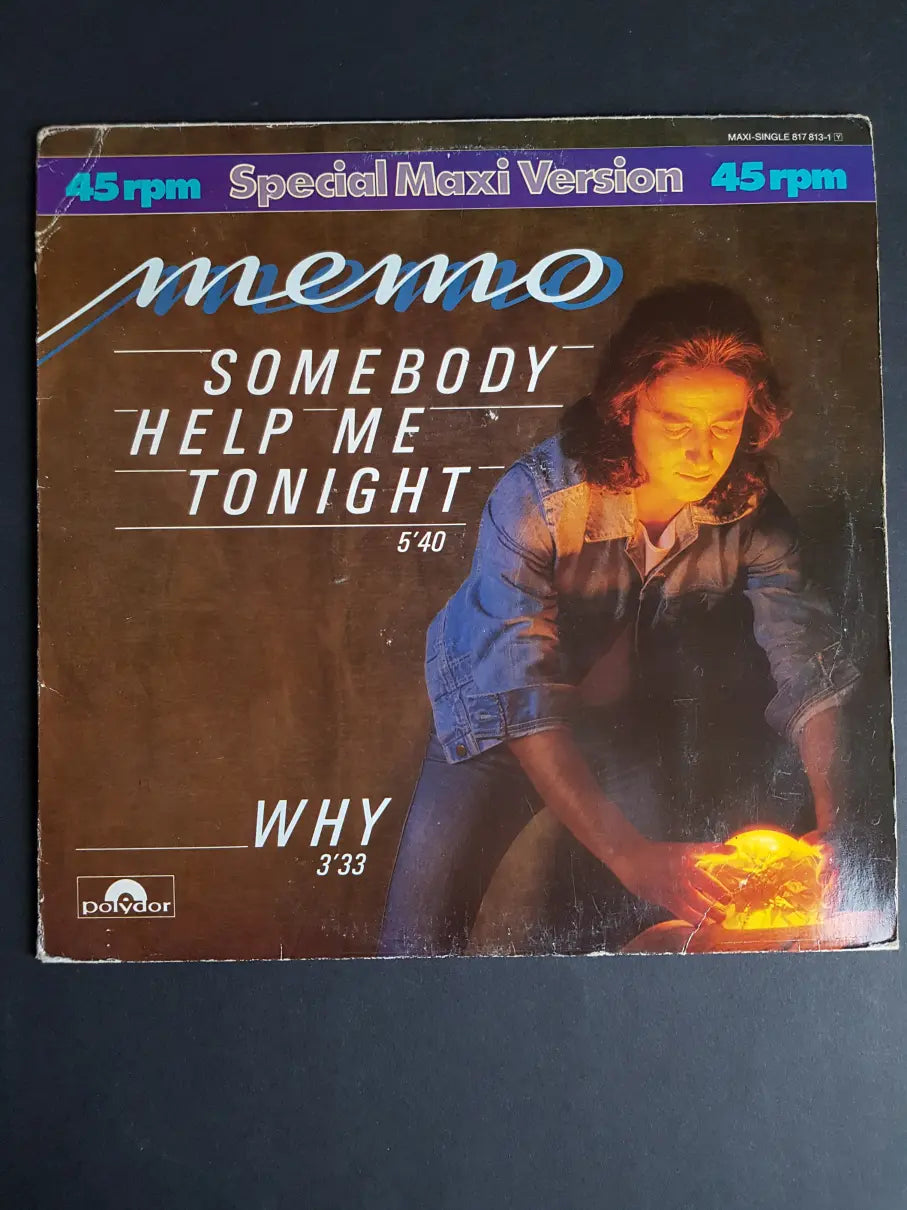 MAXI-SINGLE 817 813-1 Y
45 rpm Special Maxi Version 45 rpm
memo
SOMEBODY
HELP ME
TONIGHT
5'40
WHY
3'33
polydor